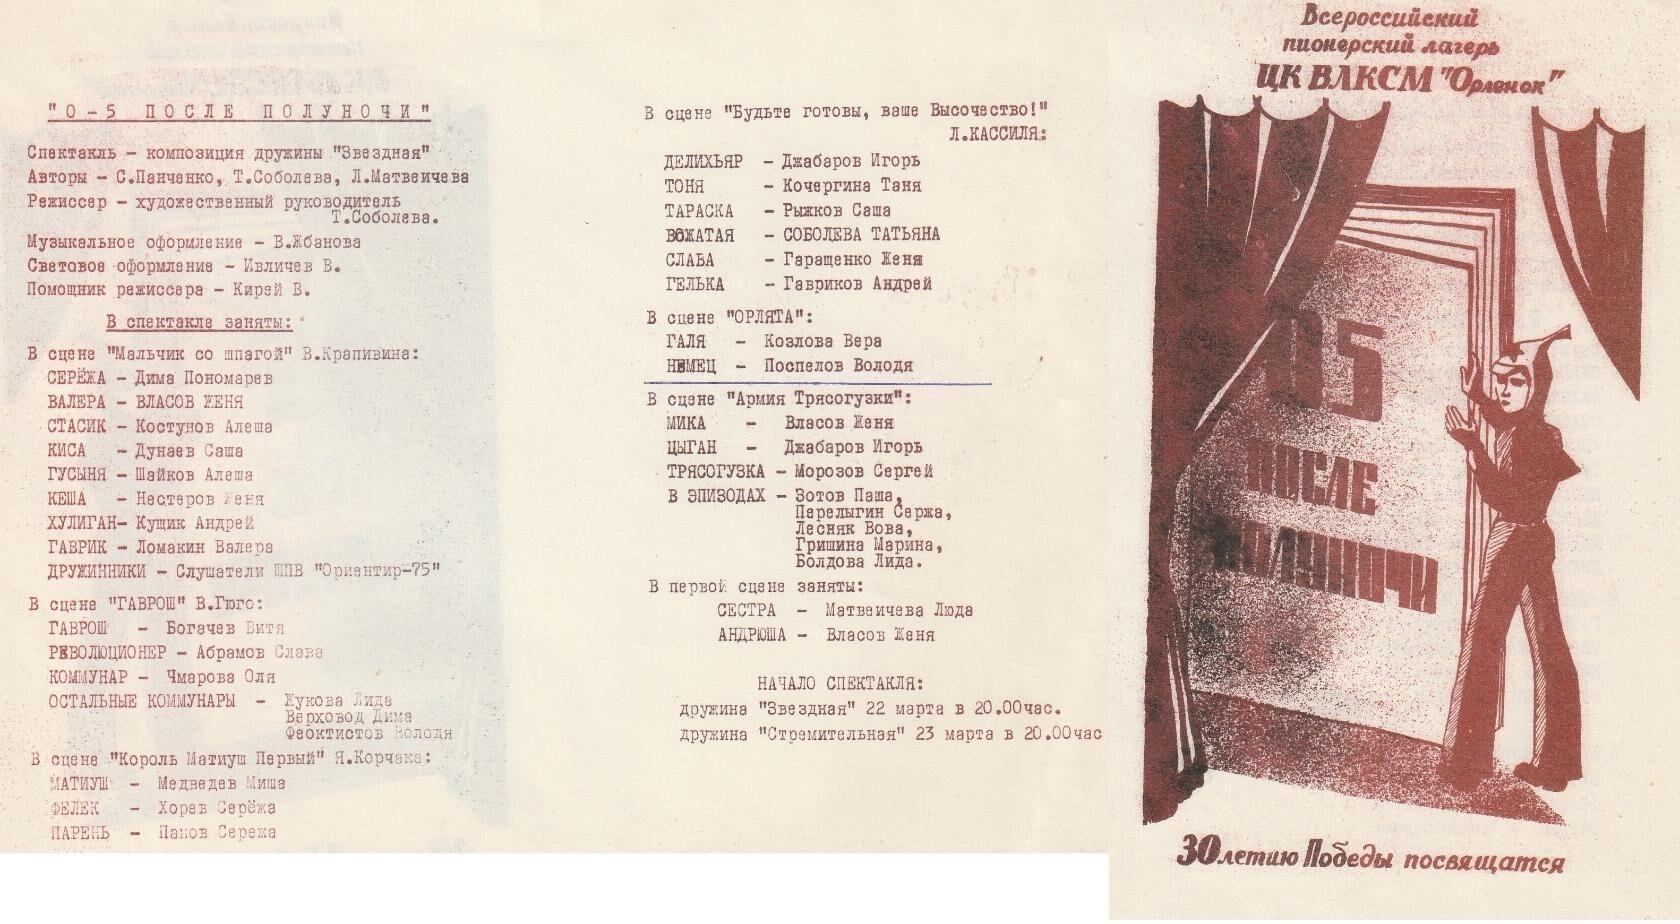 "0-5 ПОСЛЕ ПОЛУНОЧИ"
Спектакль - композиция дружины "Звездная"
Авторы - С.Панченко, Т.Соболева, Л.Матвеичева
Режиссер - художественный руководитель
Т.Соболева.
Музыкальное оформление - В.Жбанова
Световое оформление - Ивличев В.
Помощник режиссера - Кирей В.
В спектакле заняты:
В сцене "Мальчик со шпагой" В.Крапивина:
СЕРЁЖА - Дима Пономарев
ВАЛЕРА - ВЛАСОВ ЖЕНЯ
СТАСИК - Костунов Алеша
КИСА - Дунаев Саша
ГУСЫНЯ - Шайков Алеша
КЕША - Нестеров Женя
ХУЛИГАН- Кущик Андрей
ГАВРИК - Ломакин Валера
ДРУЖИННИКИ - Слушатели ШПВ "Ориентир-75"
В сцене "ГАВРОШ" В.Гюго:
ГАВРОШ - Богачев Витя
РЕВОЛЮЦИОНЕР - Абрамов Слава
КОММУНАР - Чмарова Оля
ОСТАЛЬНЫЕ КОММУНАРЫ - Жукова Лида
Верховод Дима
Феоктистов Володя
В сцене "Король Матиуш Первый" Я.Корчака:
МАТИУШ - Медведев Миша
ФЕЛЕК - Хорев Серёжа
ПАРЕНЬ - Панов Сережа
В сцене "Будьте готовы, ваше Высочество!"
Л.КАССИЛЯ:
ДЕЛИХЬЯР - Джабаров Игорь
ТОНЯ - Кочергина Таня
ТАРАСКА - Рыжков Саша
ВОЖАТАЯ - СОБОЛЕВА ТАТЬЯНА
СЛАВА - Геращенко Женя
ГЕЛЬКА - Гавриков Андрей
В сцене "ОРЛЯТА":
ГАЛЯ - Козлова Вера
НЕМЕЦ - Поспелов Володя
В сцене "Армия Трясогузки":
МИКА - Власов Женя
ЦЫГАН - Джабаров Игорь
ТРЯСОГУЗКА - Морозов Сергей
В ЭПИЗОДАХ - Зотов Паша,
Перелыгин Сержа,
Лесняк Вова,
Гришина Марина,
Болдова Лида.
В первой сцене заняты:
СЕСТРА - Матвеичева Люда
АНДРЮША - Власов Женя
НАЧАЛО СПЕКТАКЛЯ:
дружина "Звездная" 22 марта в 20.00час.
дружина "Стремительная" 23 марта в 20.00час
Всероссийский
пионерский лагерь
ЦК ВЛКСМ "Орленок"
05
ПОСЛЕ
ПОЛУНОЧИ
30летию Победы посвящатся